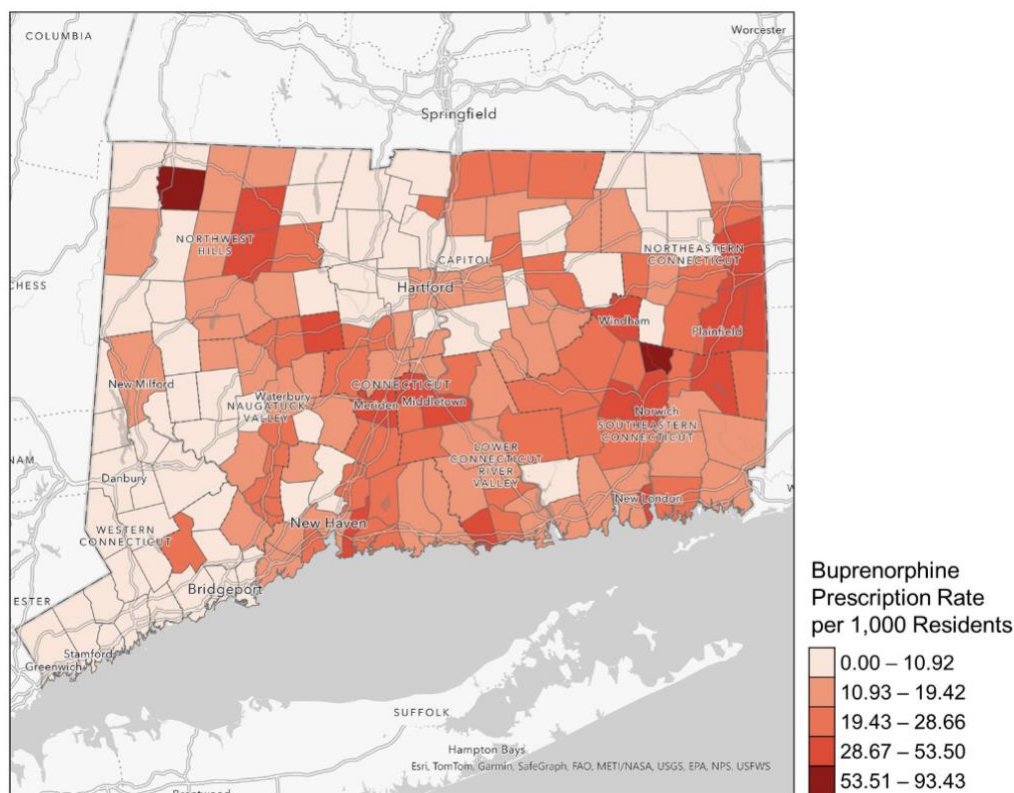 COLUMBIA
Worcester
Springfield
NORTHWEST
HILLS
NORTHEASTERN
CONNECTICUT
CAPITOL
CHESS
Hartford
Windham
Plainfield
New Milford
CONNECTICUT
Waterbury
Meriden
Middletown
NAUGATUCK
VALLEY
Norwich
SOUTHEASTERN
CONNECTICUT
LOWER
CONNECTICUT
RIVER
VALLEY
NAM
Danbury
New London
New Haven
WESTERN
CONNECTICUT
Bridgeport
ESTER
Stamford
Greenwich
SUFFOLK
Hampton Bays
Esri, TomTom, Garmin, SafeGraph, FAO, METI/NASA, USGS, EPA, NPS, USFWS
Buprenorphine
Prescription Rate
per 1,000 Residents
0.00 – 10.92
10.93 – 19.42
19.43 – 28.66
28.67 – 53.50
53.51 – 93.43